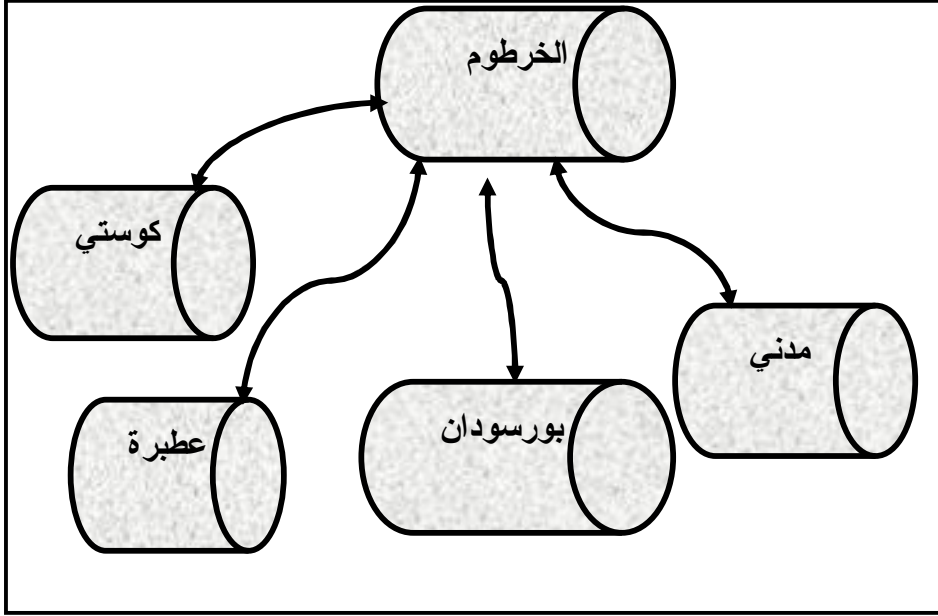 الخرطوم
كوستي
مدني
بورسودان
عطبرة